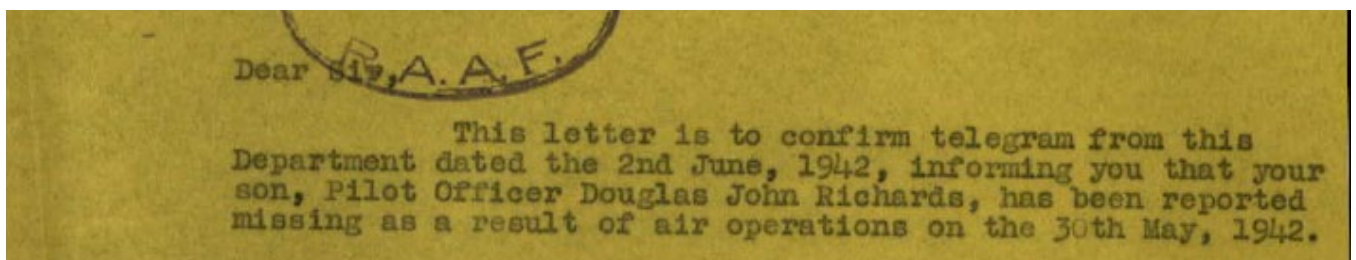 R.A.A.F.
Dear Sir,
This letter is to confirm telegram from this
Department dated the 2nd June, 1942, informing you that your
son, Pilot Officer Douglas John Richards, has been reported
missing as a result of air operations on the 30th May, 1942.